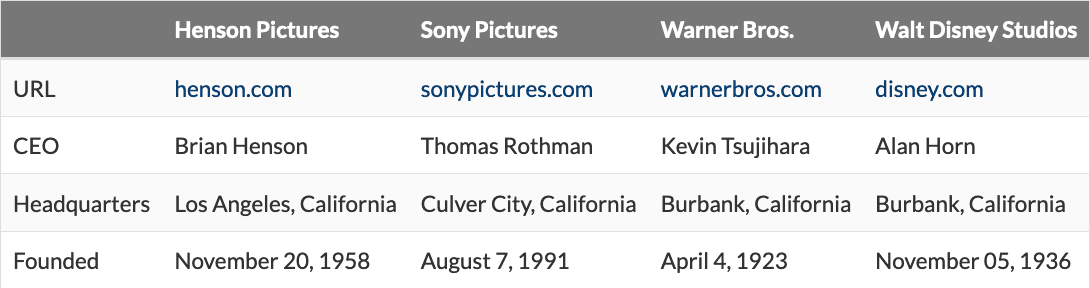 Henson Pictures Sony Pictures Warner Bros. Walt Disney Studios
URL henson.com sonypictures.com warnerbros.com disney.com
CEO Brian Henson Thomas Rothman Kevin Tsujihara Alan Horn
Headquarters Los Angeles, California Culver City, California Burbank, California Burbank, California
Founded November 20, 1958 August 7, 1991 April 4, 1923 November 05, 1936